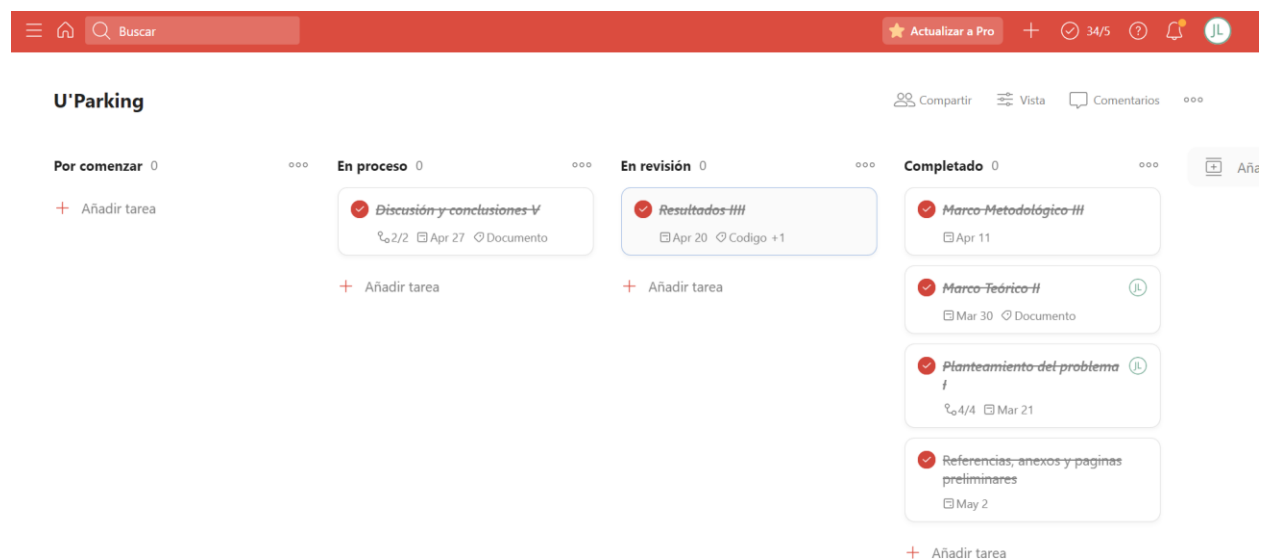 Buscar
Actualizar a Pro
34/5
JL
U'Parking
Compartir
Vista
Comentarios
Por comenzar 0
Añadir tarea
En proceso 0
Discusión y conclusiones V
2/2 Apr 27 Documento
Añadir tarea
En revisión 0
Resultados IIII
Apr 20 Codigo +1
Añadir tarea
Completado 0
Marco Metodológico III
Apr 11
Marco Teórico II
JL
Mar 30 Documento
Planteamiento del problema
I
JL
4/4 Mar 21
Referencias, anexos y paginas
preliminares
May 2
Añadir tarea
Aña